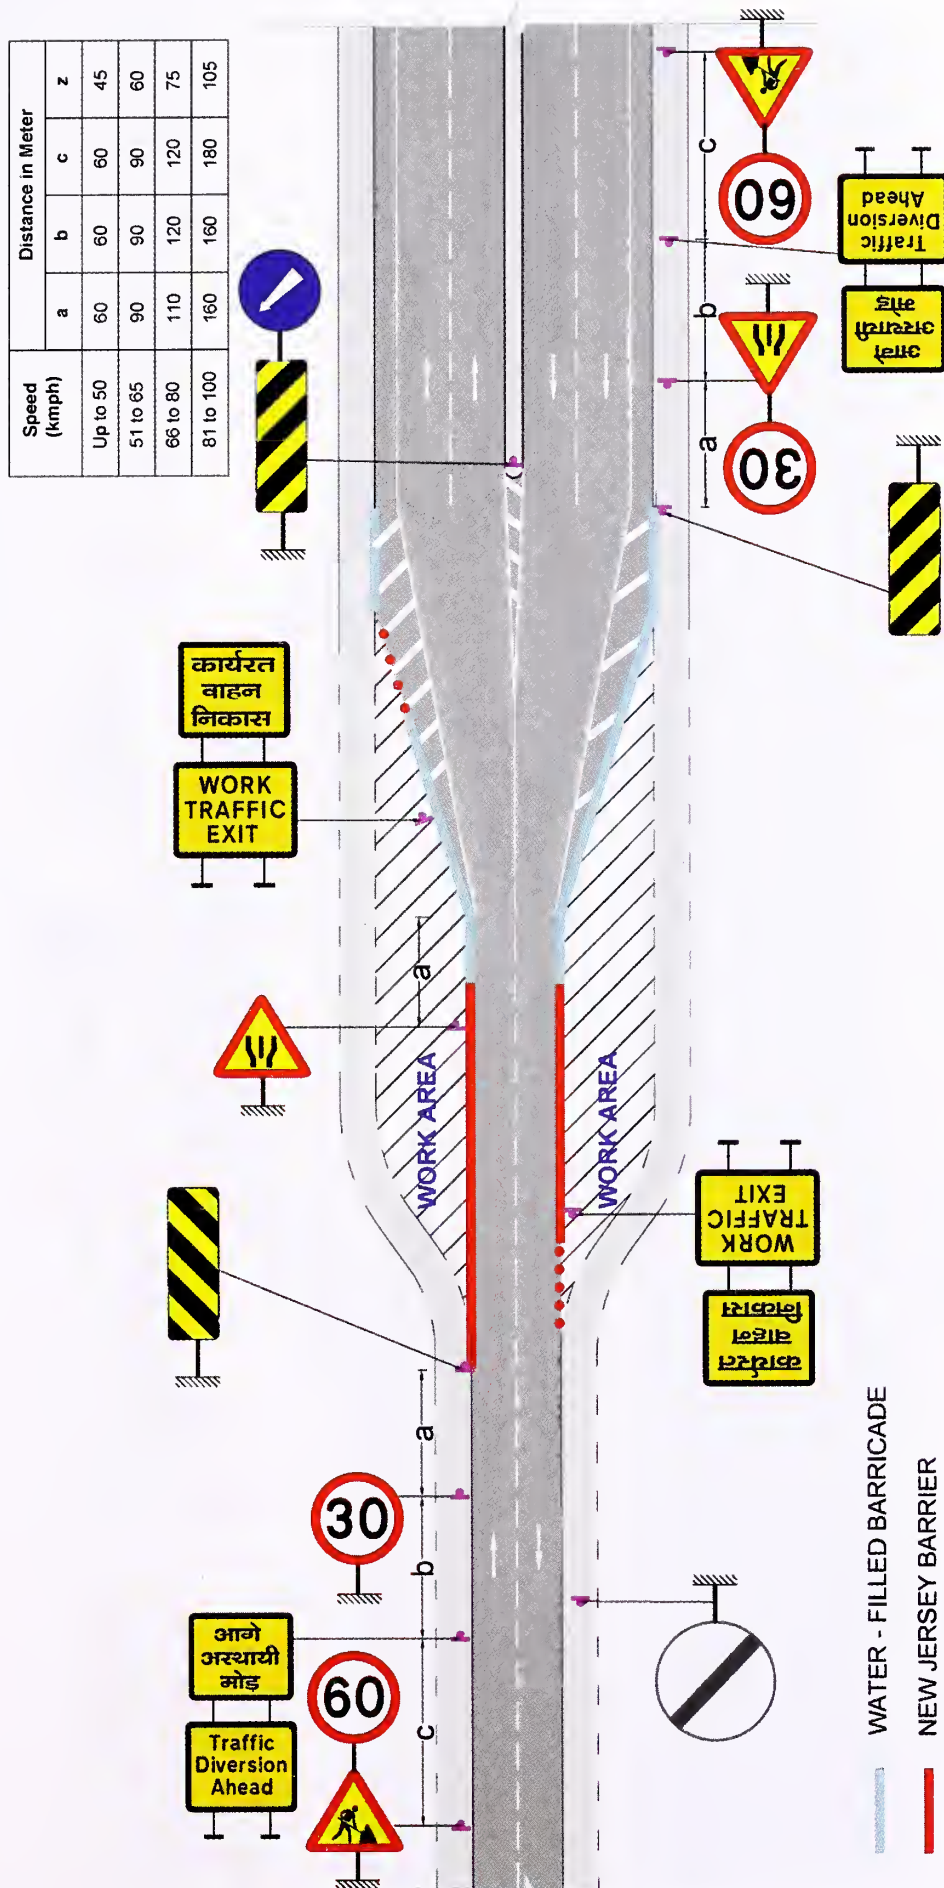 Speed
(kmph)
Distance in Meter
a b c z
Up to 50 60 60 60 45
51 to 65 90 90 90 60
66 to 80 110 120 120 75
81 to 100 160 160 180 105
कार्यरत
वाहन
निकास
WORK
TRAFFIC
EXIT
a
WORK AREA
WORK AREA
c
b
a
60
30
Traffic
Diversion
Ahead
आगे
अस्थायी
मोड़
WORK
TRAFFIC
EXIT
कार्यरत
वाहन
निकास
a
b
c
30
आगे
अस्थायी
मोड़
60
Traffic
Diversion
Ahead
WATER - FILLED BARRICADE
NEW JERSEY BARRIER